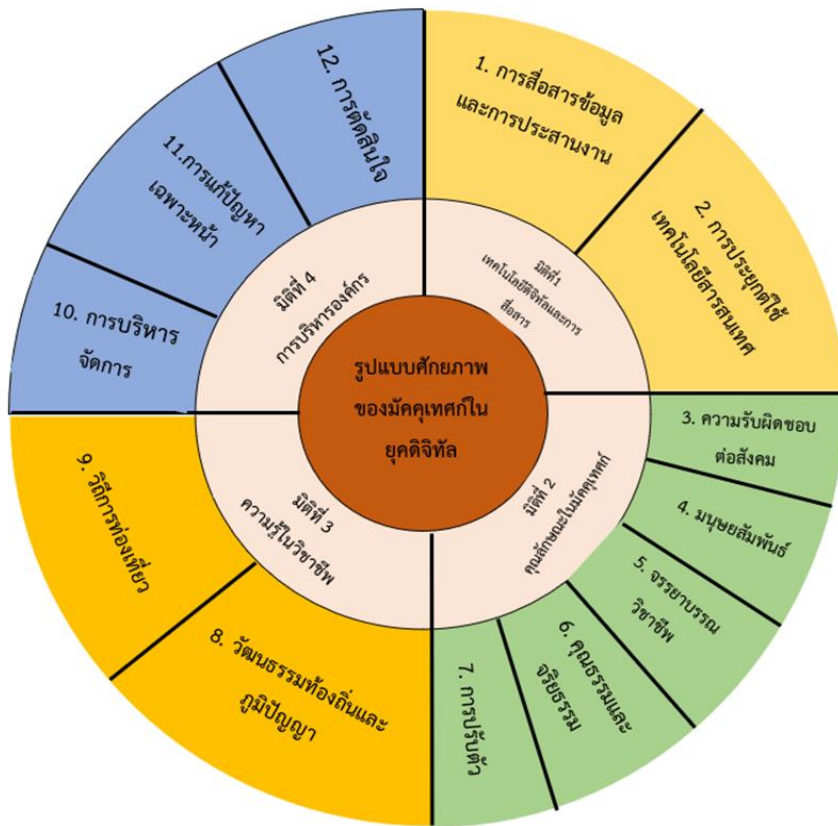 รูปแบบศักยภาพ
ของมัคคุเทศก์ใน
ยุคดิจิทัล
มิติที่1
เทคโนโลยีดิจิทัลและการ
สื่อสาร
1. การสื่อสารข้อมูล
และการประสานงาน
2. การประยุกต์ใช้
เทคโนโลยีสารสนเทศ
มิติที่ 2
คุณลักษณะในมัคคุเทศก์
3. ความรับผิดชอบ
ต่อสังคม
4. มนุษยสัมพันธ์
5. จรรยาบรรณ
วิชาชีพ
6. คุณธรรมและ
จริยธรรม
7. การปรับตัว
มิติที่ 3
ความรู้ในวิชาชีพ
8. วัฒนธรรมท้องถิ่นและ
ภูมิปัญญา
9. วิถีการท่องเที่ยว
มิติที่ 4
การบริหารองค์กร
10. การบริหาร
จัดการ
11.การแก้ปัญหา
เฉพาะหน้า
12. การตัดสินใจ